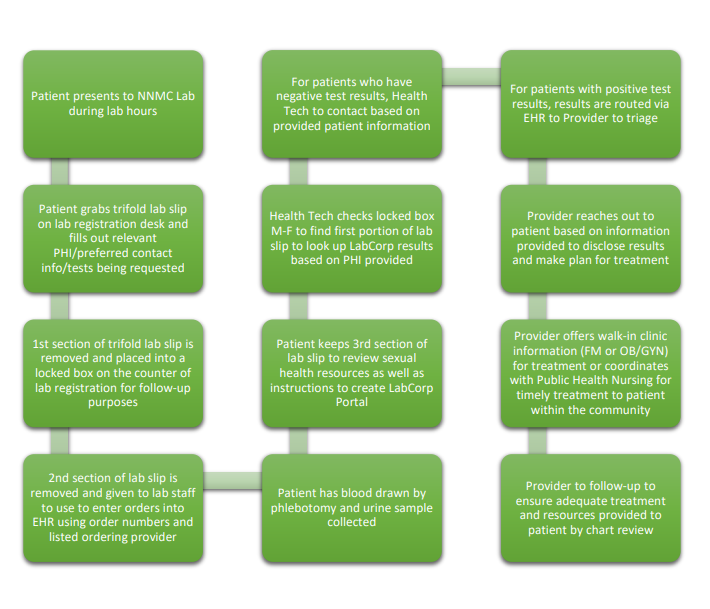 Patient presents to NNMC Lab
during lab hours
Patient grabs trifold lab slip
on lab registration desk and
fills out relevant
PHI/preferred contact
info/tests being requested
1st section of trifold lab slip is
removed and placed into a
locked box on the counter of
lab registration for follow-up
purposes
2nd section of lab slip is
removed and given to lab staff
to use to enter orders into
EHR using order numbers and
listed ordering provider
Patient has blood drawn by
phlebotomy and urine sample
collected
Patient keeps 3rd section of
lab slip to review sexual
health resources as well as
instructions to create LabCorp
Portal
Health Tech checks locked box
M-F to find first portion of lab
slip to look up LabCorp results
based on PHI provided
For patients who have
negative test results, Health
Tech to contact based on
provided patient information
For patients with positive test
results, results are routed via
EHR to Provider to triage
Provider reaches out to
patient based on information
provided to disclose results
and make plan for treatment
Provider offers walk-in clinic
information (FM or OB/GYN)
for treatment or coordinates
with Public Health Nursing for
timely treatment to patient
within the community
Provider to follow-up to
ensure adequate treatment
and resources provided to
patient by chart review